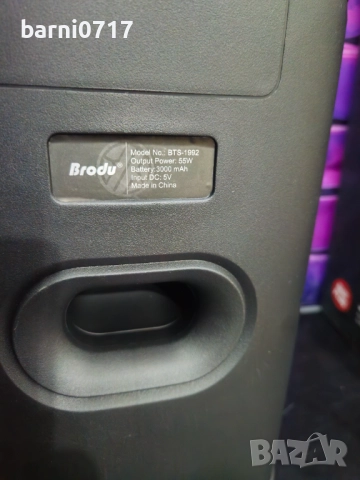 barni0717
Brodu
Model No.: BTS-1992
Output Power: 55W
Battery:3000 mAh
Input DC: 5V
Made in China
BAZAR